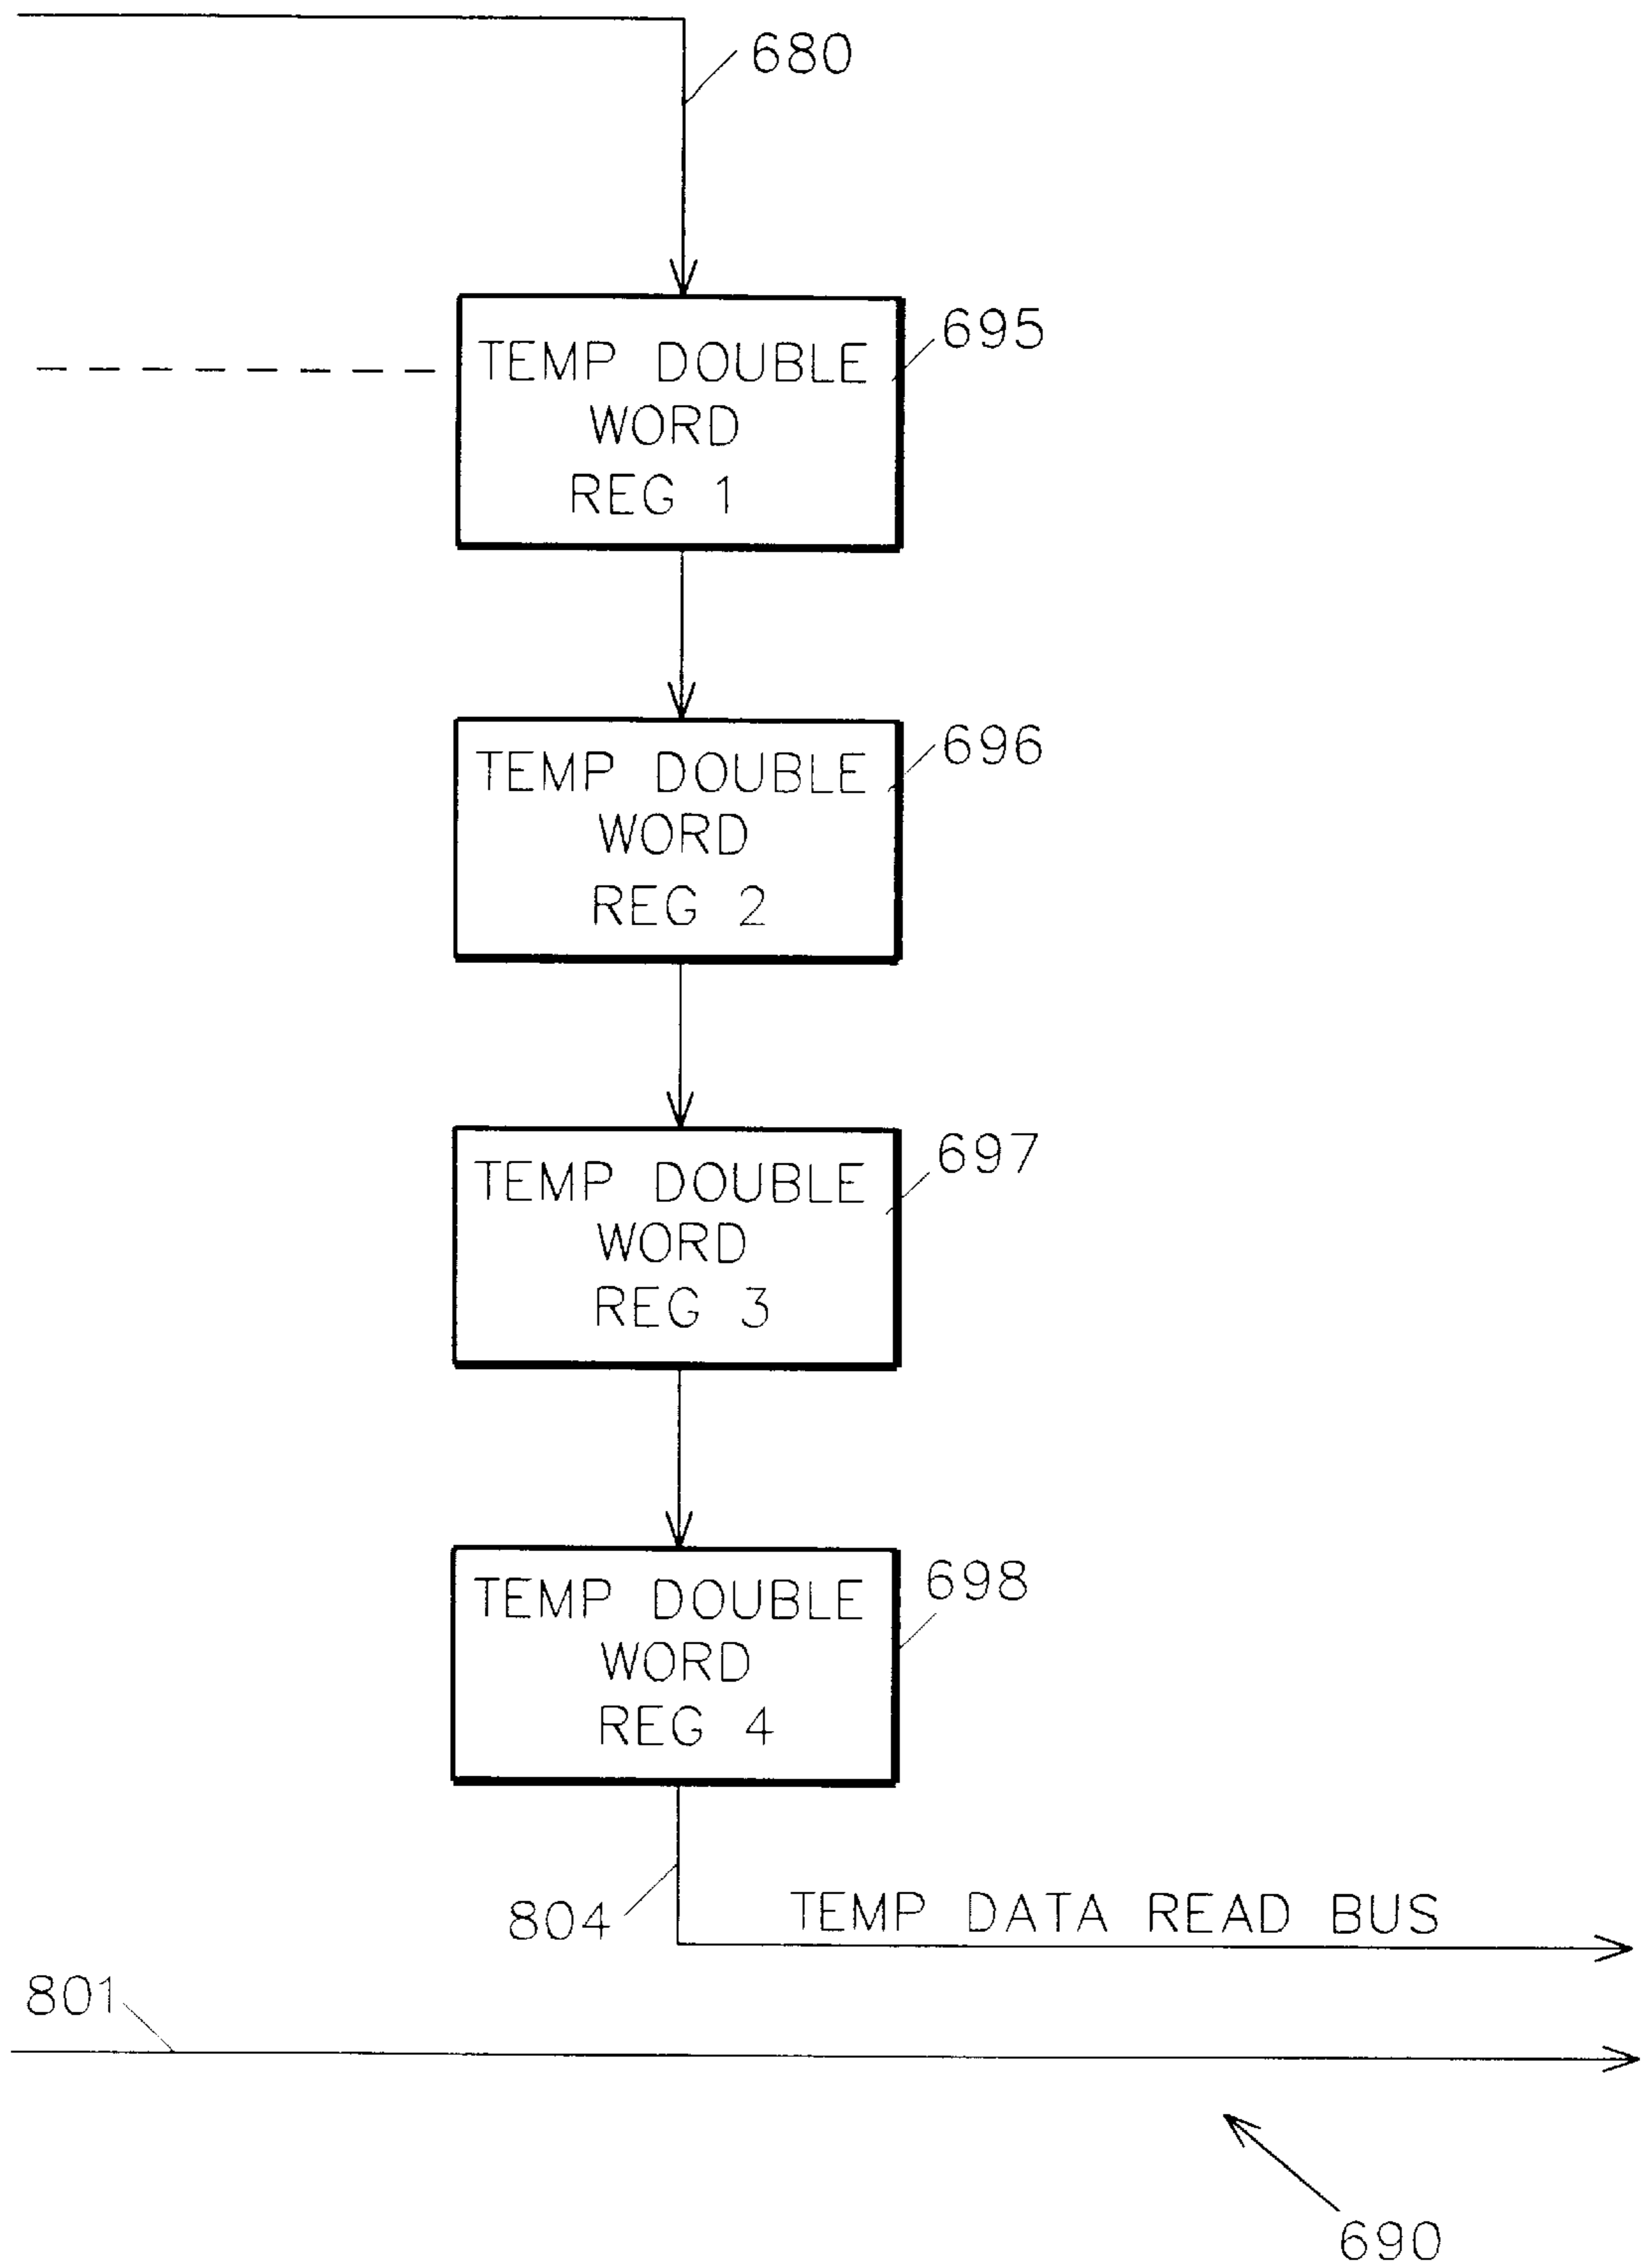 680
TEMP DOUBLE
WORD
REG 1
695
TEMP DOUBLE
WORD
REG 2
696
TEMP DOUBLE
WORD
REG 3
697
TEMP DOUBLE
WORD
REG 4
698
804
TEMP DATA READ BUS
801
690